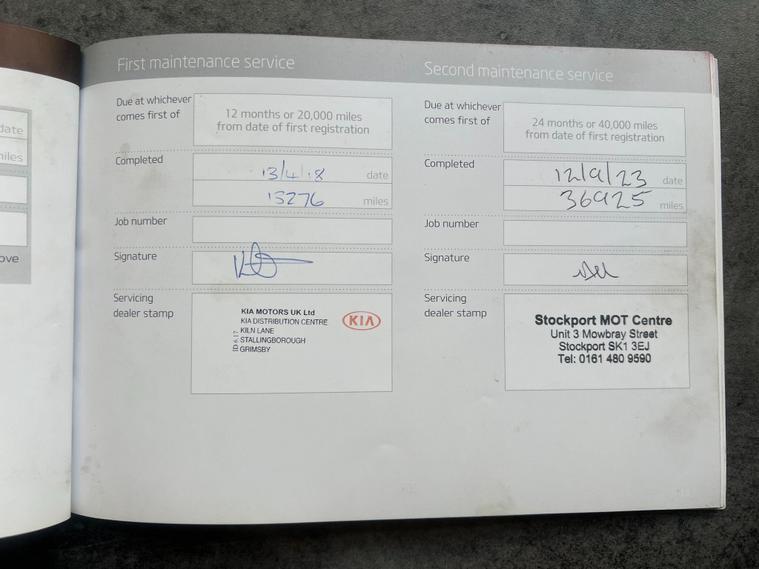 First maintenance service
Due at whichever
comes first of
12 months or 20,000 miles
from date of first registration
Completed
13/4/18 date
15276 miles
Job number
Signature
Servicing
dealer stamp
KIA MOTORS UK Ltd
KIA DISTRIBUTION CENTRE
KILN LANE
STALLINGBOROUGH
GRIMSBY
ID 6.17
KIA
Second maintenance service
Due at whichever
comes first of
24 months or 40,000 miles
from date of first registration
Completed
12/9/23 date
36925 miles
Job number
Signature
Servicing
dealer stamp
Stockport MOT Centre
Unit 3 Mowbray Street
Stockport SK1 3EJ
Tel: 0161 480 9590
date
miles
ove